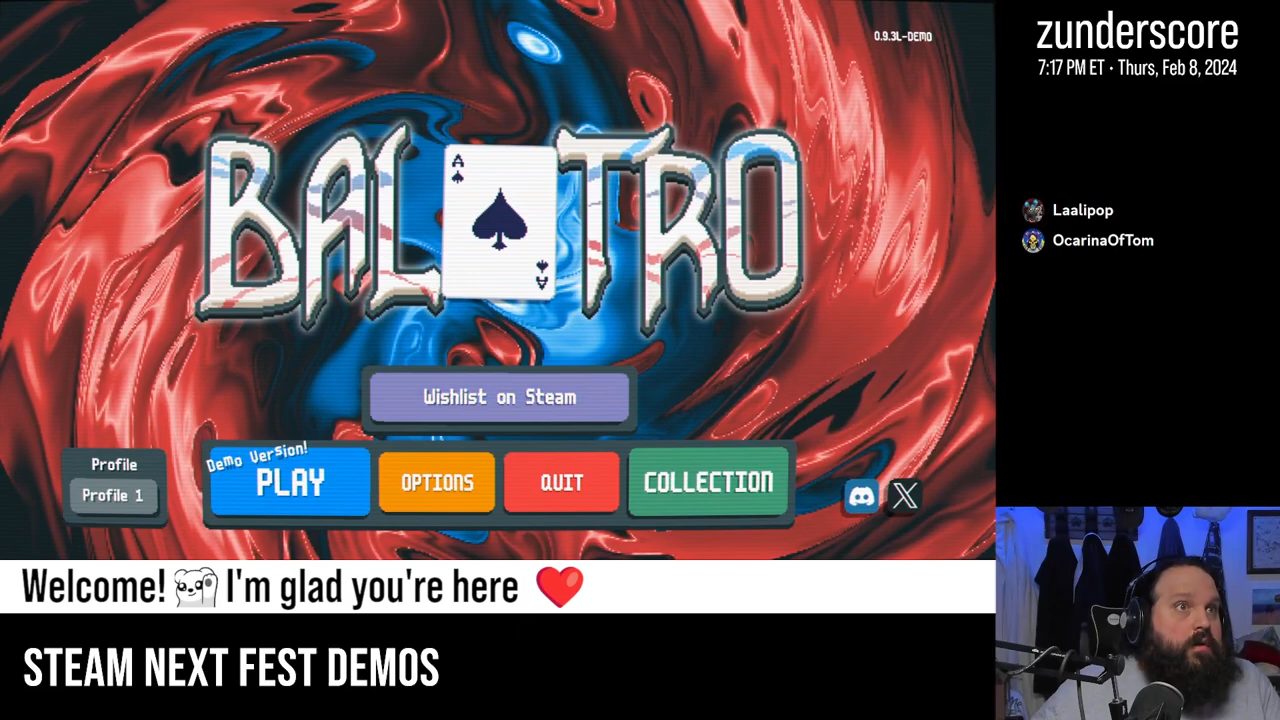 0.9.3L-DEMO
BALATRO
A
A
Wishlist on Steam
Profile
Profile 1
Demo Version!
PLAY
OPTIONS
QUIT
COLLECTION
Welcome! I'm glad you're here
STEAM NEXT FEST DEMOS
zunderscore
7:17 PM ET · Thurs, Feb 8, 2024
Laalipop
OcarinaOfTom